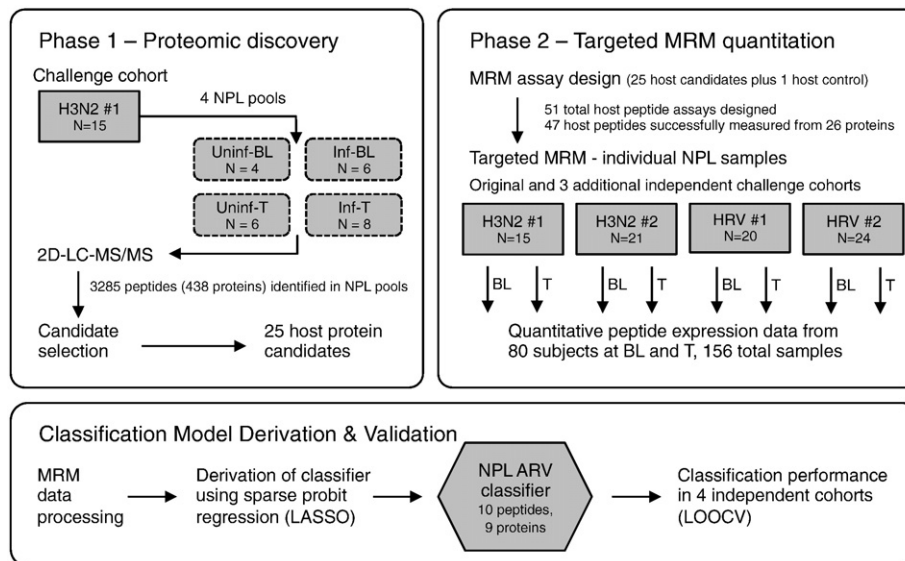 Phase 1 – Proteomic discovery
Challenge cohort
H3N2 #1
N=15
4 NPL pools
Uninf-BL
N = 4
Inf-BL
N = 6
Uninf-T
N = 6
Inf-T
N = 8
2D-LC-MS/MS
3285 peptides (438 proteins) identified in NPL pools
Candidate
selection
25 host protein
candidates
Phase 2 – Targeted MRM quantitation
MRM assay design (25 host candidates plus 1 host control)
51 total host peptide assays designed
47 host peptides successfully measured from 26 proteins
Targeted MRM - individual NPL samples
Original and 3 additional independent challenge cohorts
H3N2 #1
N=15
H3N2 #2
N=21
HRV #1
N=20
HRV #2
N=24
BL T BL T BL T BL T
Quantitative peptide expression data from
80 subjects at BL and T, 156 total samples
Classification Model Derivation & Validation
MRM
data
processing
Derivation of classifier
using sparse probit
regression (LASSO)
NPL ARV
classifier
10 peptides,
9 proteins
Classification performance
in 4 independent cohorts
(LOOCV)